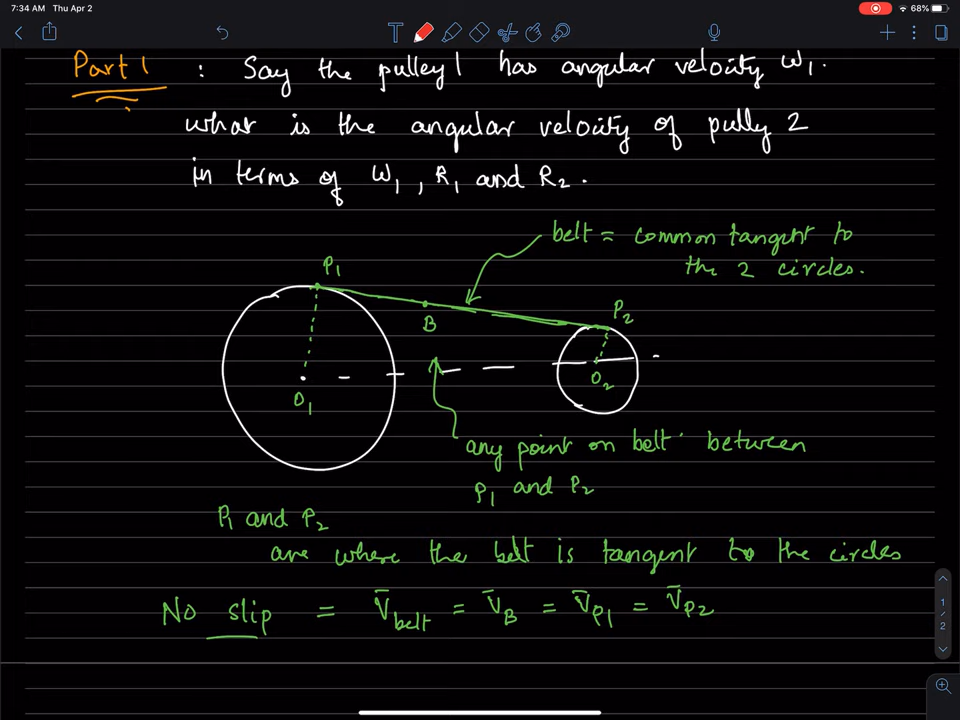 7:34 AM Thu Apr 2
68%
Part 1 : Say the pulley 1 has angular velocity ω₁.
what is the angular velocity of pully 2
in terms of ω₁, R₁ and R₂.
belt = common tangent to
the 2 circles.
P₁
P₂
B
O₁
O₂
any point on belt between
P₁ and P₂
P₁ and P₂
are where the belt is tangent to the circles
No slip = V̄belt = V̄B = V̄P1 = V̄P2
1
/
2